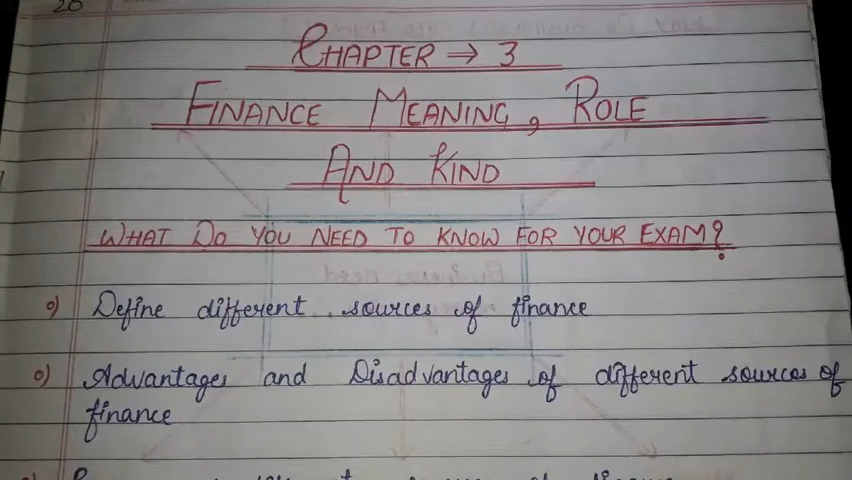 20
CHAPTER → 3
FINANCE MEANING, ROLE
AND KIND
WHAT DO YOU NEED TO KNOW FOR YOUR EXAM?
o) Define different sources of finance
o) Advantages and Disadvantages of different sources of
finance
of